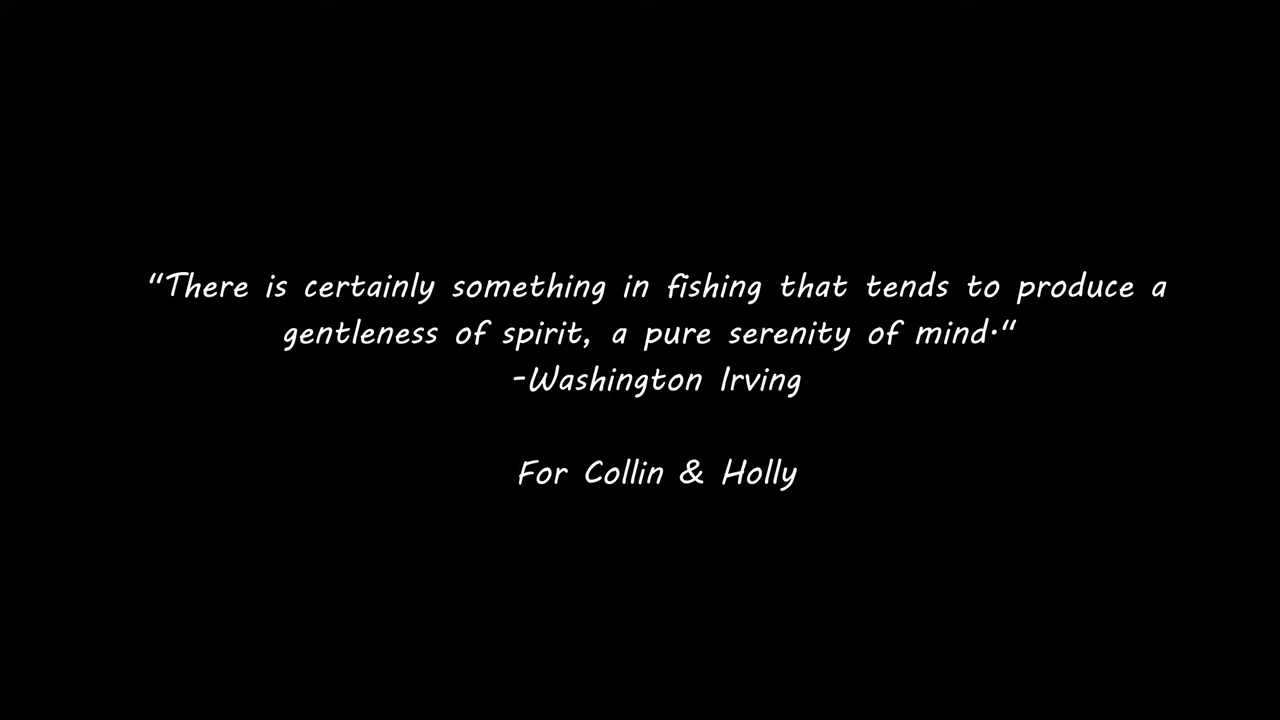 “There is certainly something in fishing that tends to produce a
gentleness of spirit, a pure serenity of mind.“
-Washington Irving
For Collin & Holly